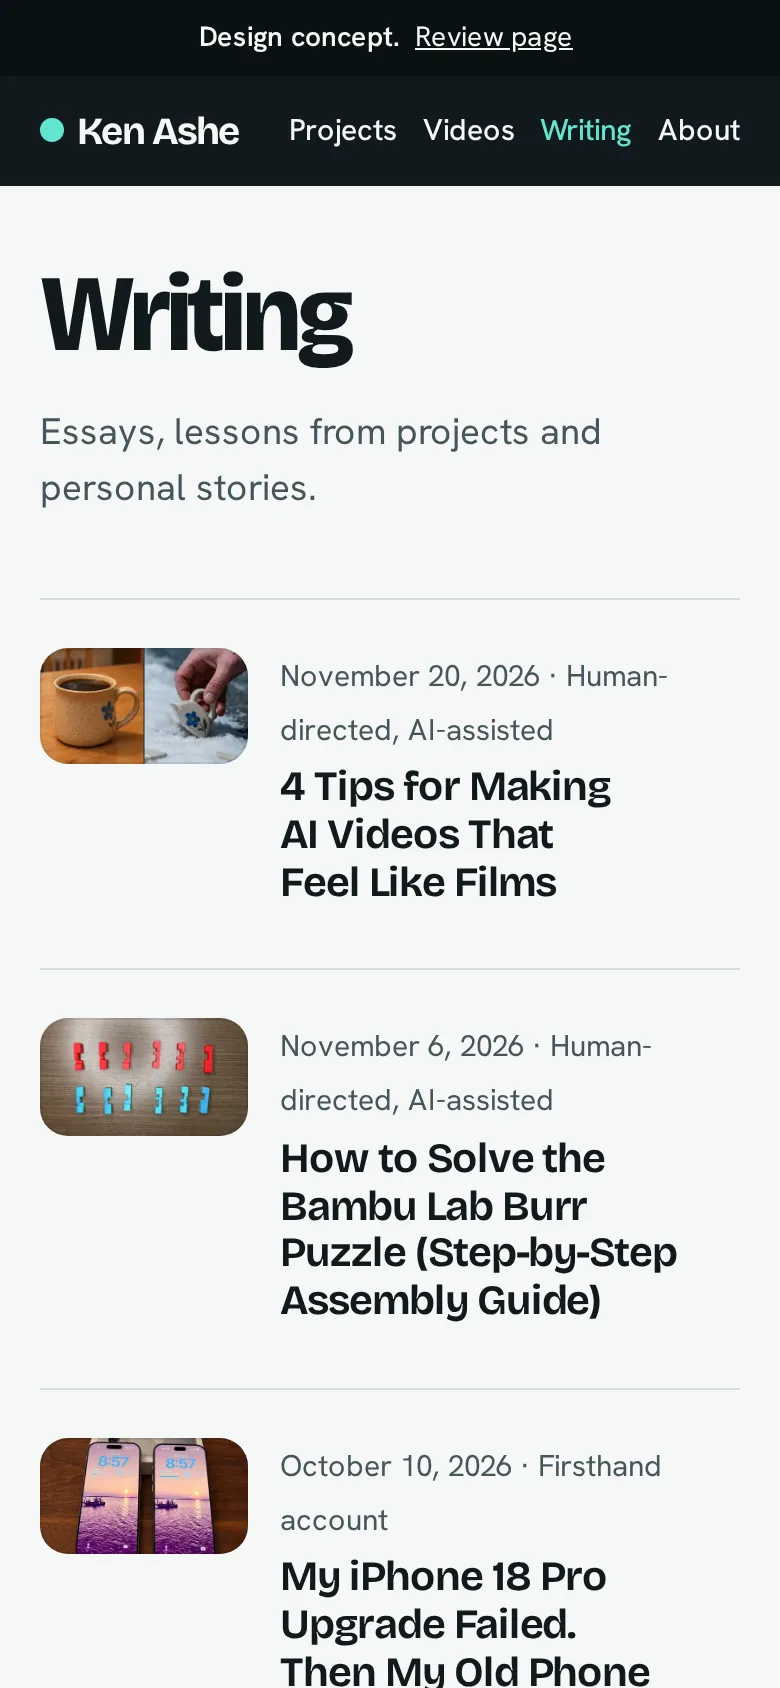 Design concept. Review page
Ken Ashe Projects Videos Writing About
Writing
Essays, lessons from projects and
personal stories.
November 20, 2026 · Human-
directed, AI-assisted
4 Tips for Making
AI Videos That
Feel Like Films
November 6, 2026 · Human-
directed, AI-assisted
How to Solve the
Bambu Lab Burr
Puzzle (Step-by-Step
Assembly Guide)
8:57 8:57
October 10, 2026 · Firsthand
account
My iPhone 18 Pro
Upgrade Failed.
Then My Old Phone